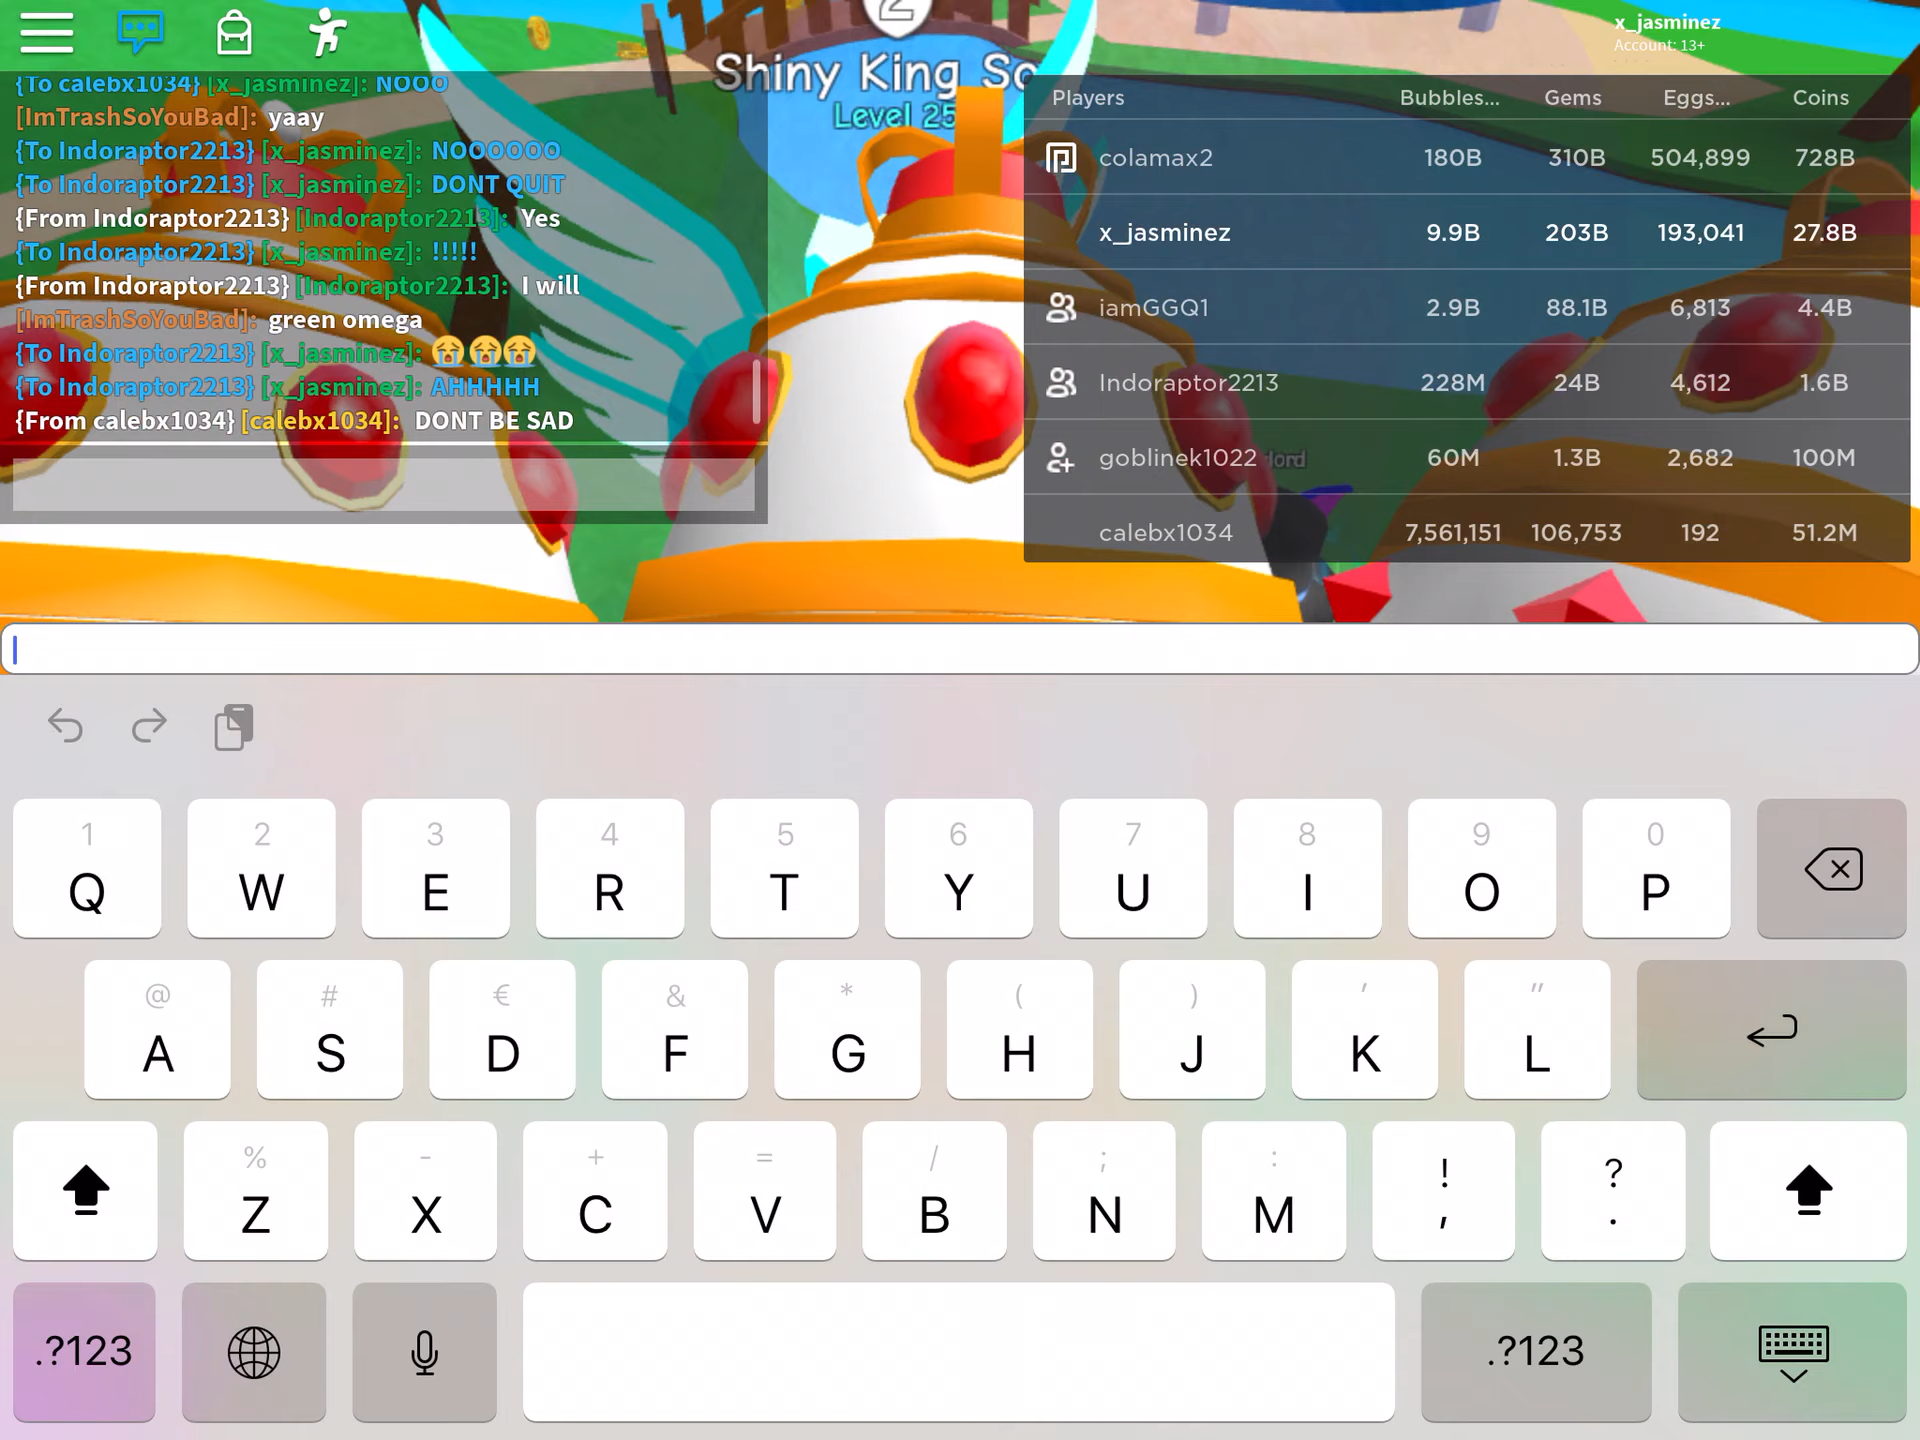 x_jasminez
Account: 13+
Shiny King
Level 25
{To calebx1034} [x_jasminez]: NOOO
[ImTrashSoYouBad]: yaay
{To Indoraptor2213} [x_jasminez]: NOOOOOO
{To Indoraptor2213} [x_jasminez]: DONT QUIT
{From Indoraptor2213} [Indoraptor2213]: Yes
{To Indoraptor2213} [x_jasminez]: !!!!!
{From Indoraptor2213} [Indoraptor2213]: I will
[ImTrashSoYouBad]: green omega
{To Indoraptor2213} [x_jasminez]: 😭😭😭
{To Indoraptor2213} [x_jasminez]: AHHHHH
{From calebx1034} [calebx1034]: DONT BE SAD
Players Bubbles... Gems Eggs... Coins
colamax2 180B 310B 504,899 728B
x_jasminez 9.9B 203B 193,041 27.8B
iamGGQ1 2.9B 88.1B 6,813 4.4B
Indoraptor2213 228M 24B 4,612 1.6B
goblinek1022 60M 1.3B 2,682 100M
calebx1034 7,561,151 106,753 192 51.2M
1 2 3 4 5 6 7 8 9 0
Q W E R T Y U I O P
@ # € & * ( ) ' "
A S D F G H J K L
% - + = / ; : ! ?
Z X C V B N M , .
.?123 .?123